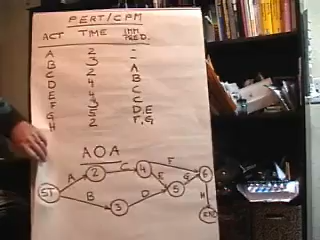 PERT/CPM
ACT TIME IMM PRED.
A 2 -
B 3 -
C 2 A
D 4 B
E 4 C
F 3 C
G 5 D,E
H 2 F,G
AOA
ST A 2 C 4 F 6
B 3 D 5 E G H
END